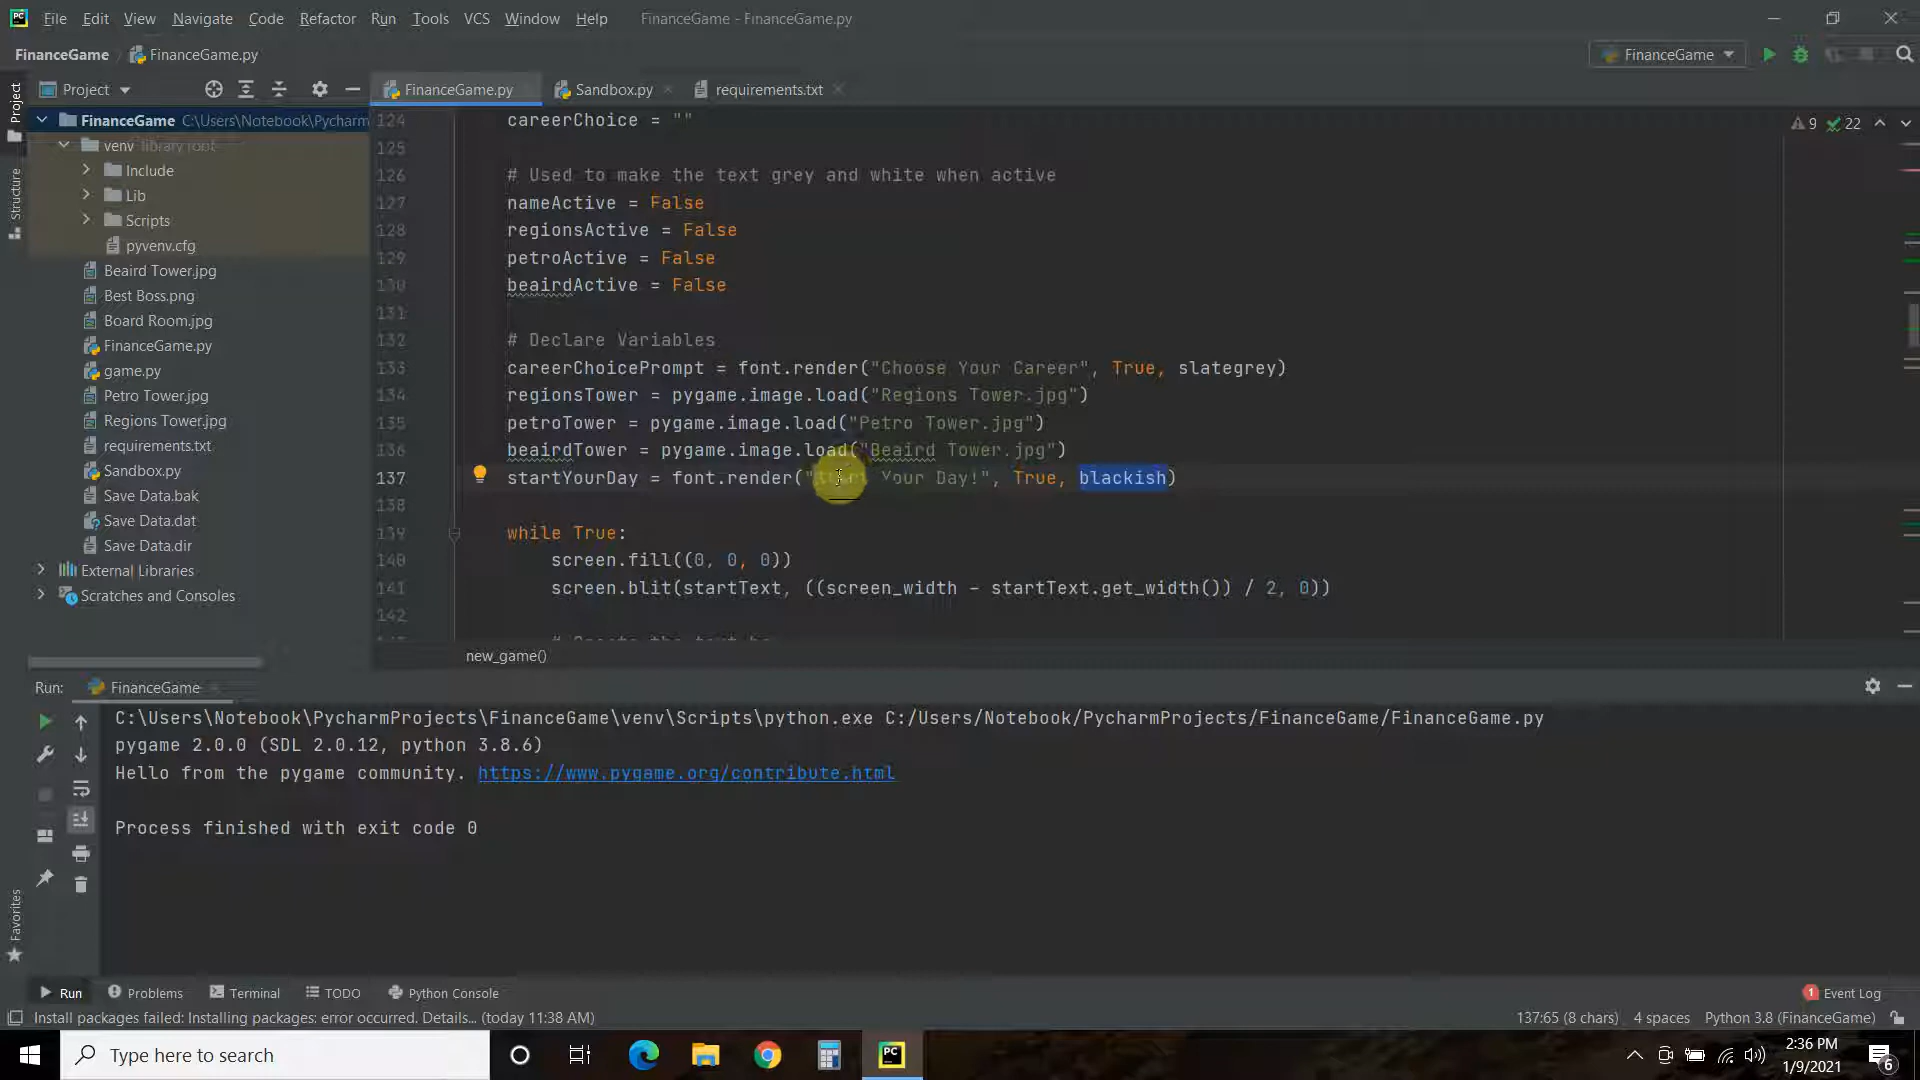 File Edit View Navigate Code Refactor Run Tools VCS Window Help FinanceGame - FinanceGame.py
FinanceGame FinanceGame.py FinanceGame
Project FinanceGame.py Sandbox.py requirements.txt
Project
Structure
Favorites
FinanceGame C:\Users\Notebook\Pycharm
venv library root
Include
Lib
Scripts
pyvenv.cfg
Beaird Tower.jpg
Best Boss.png
Board Room.jpg
FinanceGame.py
game.py
Petro Tower.jpg
Regions Tower.jpg
requirements.txt
Sandbox.py
Save Data.bak
Save Data.dat
Save Data.dir
External Libraries
Scratches and Consoles
9 22
124 careerChoice = ""
125
126 # Used to make the text grey and white when active
127 nameActive = False
128 regionsActive = False
129 petroActive = False
130 beairdActive = False
131
132 # Declare Variables
133 careerChoicePrompt = font.render("Choose Your Career", True, slategrey)
134 regionsTower = pygame.image.load("Regions Tower.jpg")
135 petroTower = pygame.image.load("Petro Tower.jpg")
136 beairdTower = pygame.image.load("Beaird Tower.jpg")
137 startYourDay = font.render("Start Your Day!", True, blackish)
138
139 while True:
140 screen.fill((0, 0, 0))
141 screen.blit(startText, ((screen_width - startText.get_width()) / 2, 0))
142
new_game()
Run: FinanceGame
C:\Users\Notebook\PycharmProjects\FinanceGame\venv\Scripts\python.exe C:/Users/Notebook/PycharmProjects/FinanceGame/FinanceGame.py
pygame 2.0.0 (SDL 2.0.12, python 3.8.6)
Hello from the pygame community. https://www.pygame.org/contribute.html
Process finished with exit code 0
Run Problems Terminal TODO Python Console 1 Event Log
Install packages failed: Installing packages: error occurred. Details... (today 11:38 AM) 137:65 (8 chars) 4 spaces Python 3.8 (FinanceGame)
Type here to search
PC
2:36 PM
1/9/2021
6